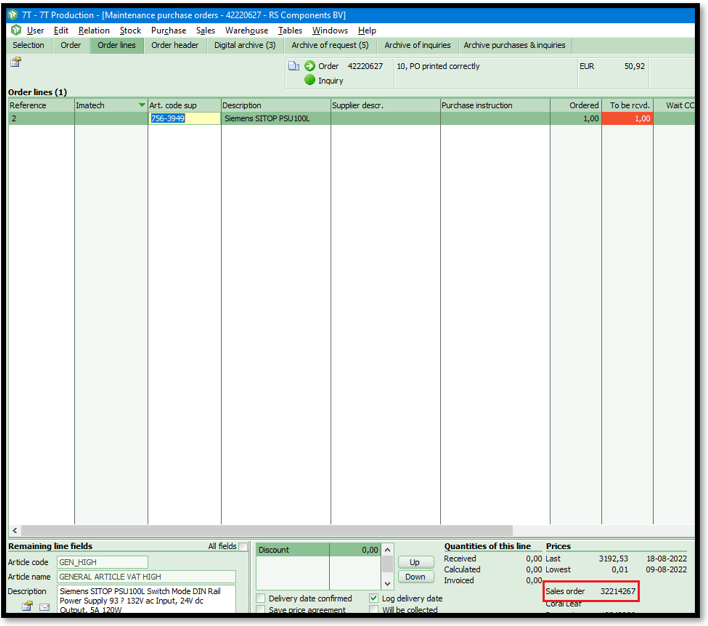 7T - 7T Production - [Maintenance purchase orders - 42220627 - RS Components BV]
User Edit Relation Stock Purchase Sales Warehouse Tables Windows Help
Selection Order Order lines Order header Digital archive (3) Archive of request (5) Archive of inquiries Archive purchases & inquiries
Order 42220627 10, PO printed correctly EUR 50,92
Inquiry
Order lines (1)
Reference Imatech Art. code sup Description Supplier descr. Purchase instruction Ordered To be rcvd. Wait CC
2 756-3949 Siemens SITOP PSU100L 1,00 1,00
Remaining line fields All fields
Article code GEN_HIGH
Article name GENERAL ARTICLE VAT HIGH
Description Siemens SITOP PSU100L Switch Mode DIN Rail
Power Supply 93 ? 132V ac Input, 24V dc
Output, 5A 120W
Discount 0,00
Up
Down
Delivery date confirmed Log delivery date
Save price agreement Will be collected
Quantities of this line Prices
Received 0,00 Last 3192,53 18-08-2022
Calculated 0,00 Lowest 0,01 09-08-2022
Invoiced 0,00
Sales order 32214267
Coral Leaf